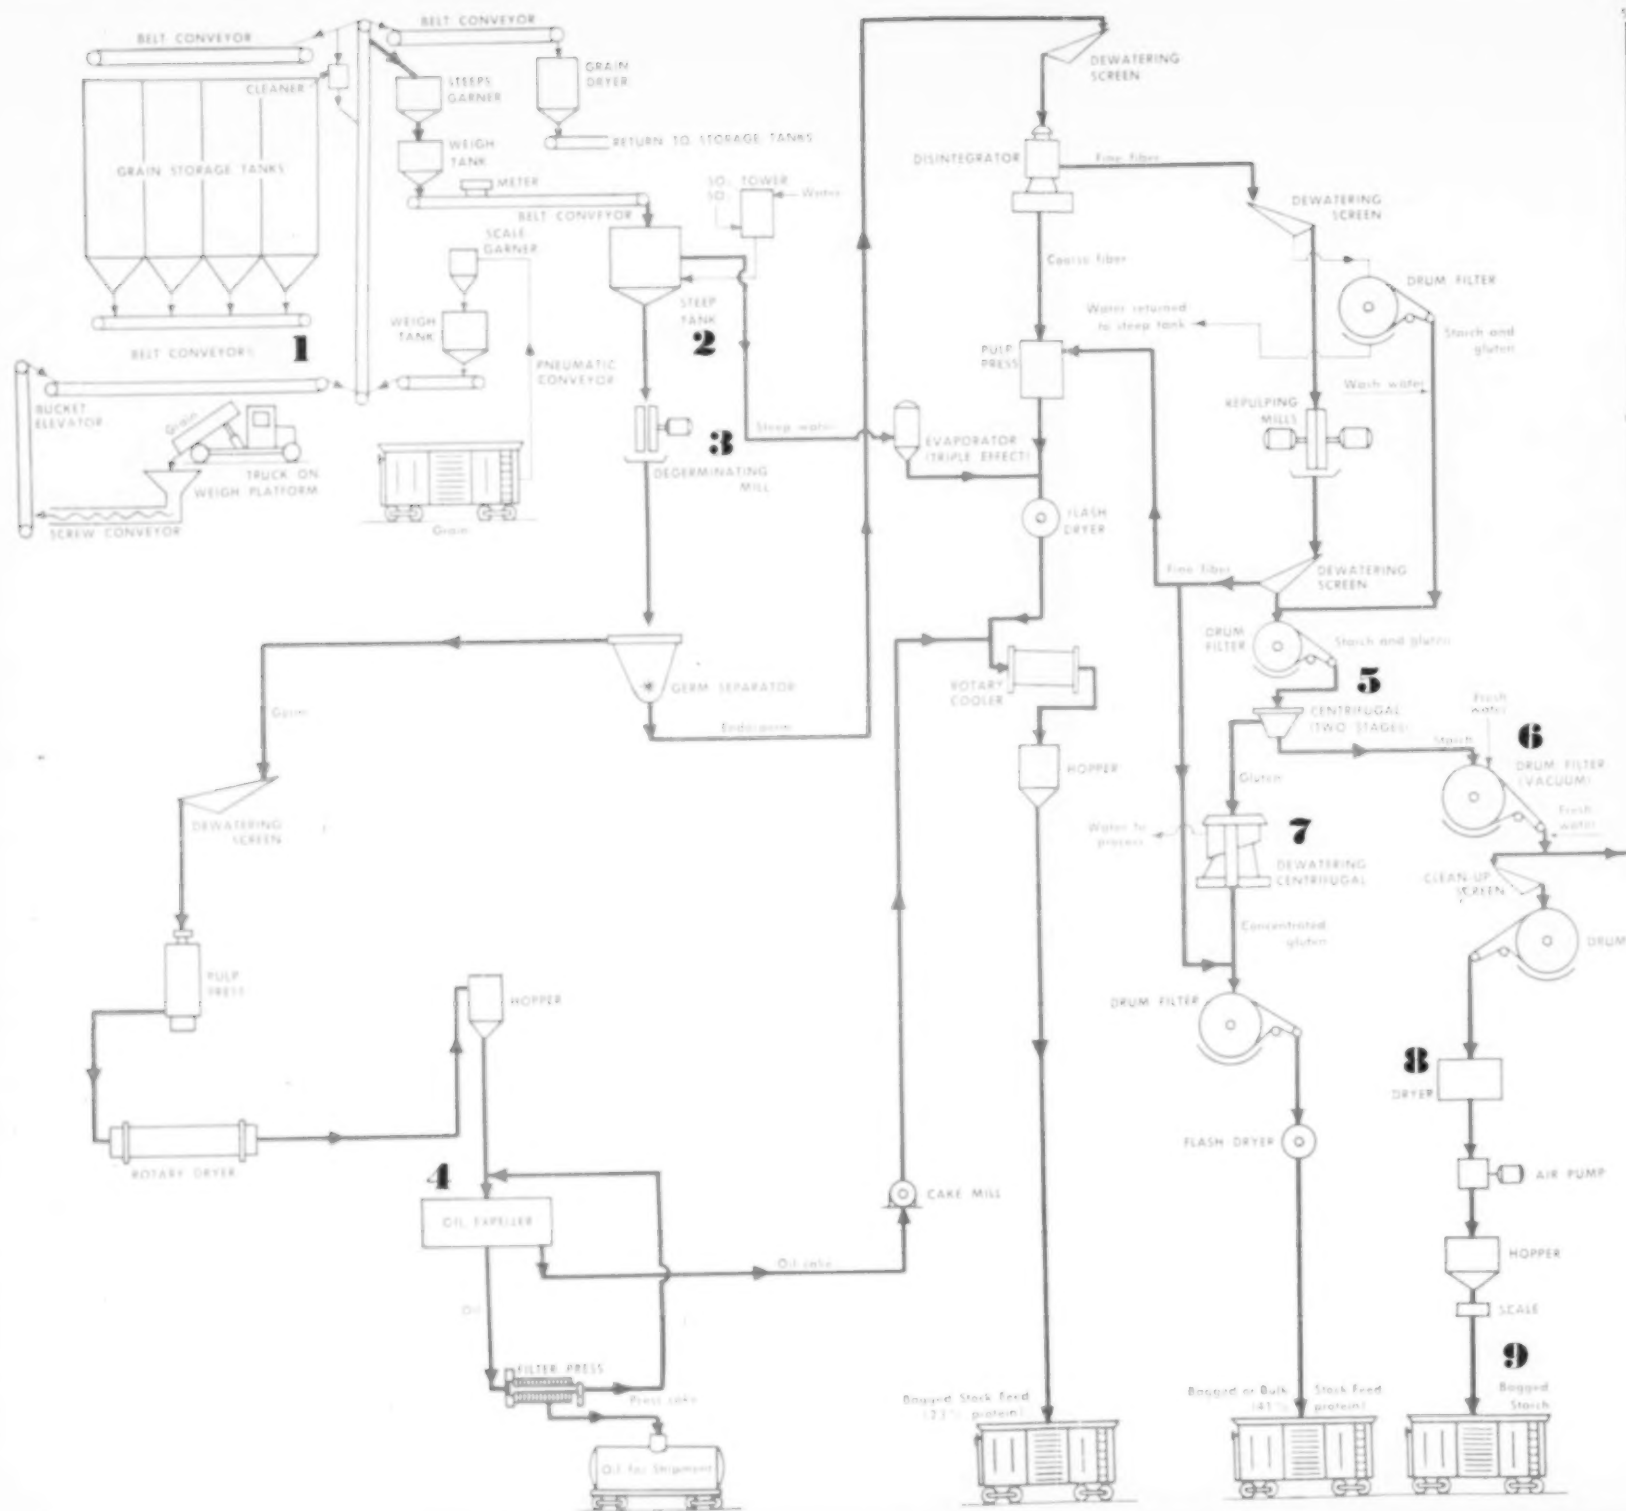 BELT CONVEYOR
BELT CONVEYOR
CLEANER
STEEPS
GARNER
GRAIN
DRYER
GRAIN STORAGE TANKS
WEIGH
TANK
RETURN TO STORAGE TANKS
METER
BELT CONVEYOR
SO₂ TOWER
SO₂
Water
SCALE
GARNER
STEEP
TANK
2
WEIGH
TANK
BELT CONVEYORS
1
PNEUMATIC
CONVEYOR
BUCKET
ELEVATOR
Grain
TRUCK ON
WEIGH PLATFORM
SCREW CONVEYOR
Grain
3
DEGERMINATING
MILL
Steep water
EVAPORATOR
(TRIPLE EFFECT)
DEWATERING
SCREEN
DISINTEGRATOR
Fine fiber
DEWATERING
SCREEN
Coarse fiber
DRUM FILTER
Water returned
to steep tank
Starch and
gluten
PULP
PRESS
Wash water
REPULPING
MILLS
FLASH
DRYER
Fine fiber
DEWATERING
SCREEN
DRUM
FILTER
Starch and gluten
GERM SEPARATOR
Germ
Endosperm
ROTARY
COOLER
5
CENTRIFUGAL
(TWO STAGES)
Fresh
water
Starch
6
DRUM FILTER
(VACUUM)
HOPPER
Gluten
DEWATERING
SCREEN
Water to
process
7
DEWATERING
CENTRIFUGAL
Fresh
water
CLEAN-UP
SCREEN
Concentrated
gluten
DRUM
PULP
PRESS
HOPPER
DRUM FILTER
8
DRYER
ROTARY DRYER
FLASH DRYER
4
OIL EXPELLER
CAKE MILL
AIR PUMP
Oil cake
HOPPER
Oil
SCALE
FILTER PRESS
Press cake
9
Bagged Stock Feed
(23% protein)
Bagged or Bulk Stock Feed
(41% protein)
Bagged
Starch
Oil for Shipment